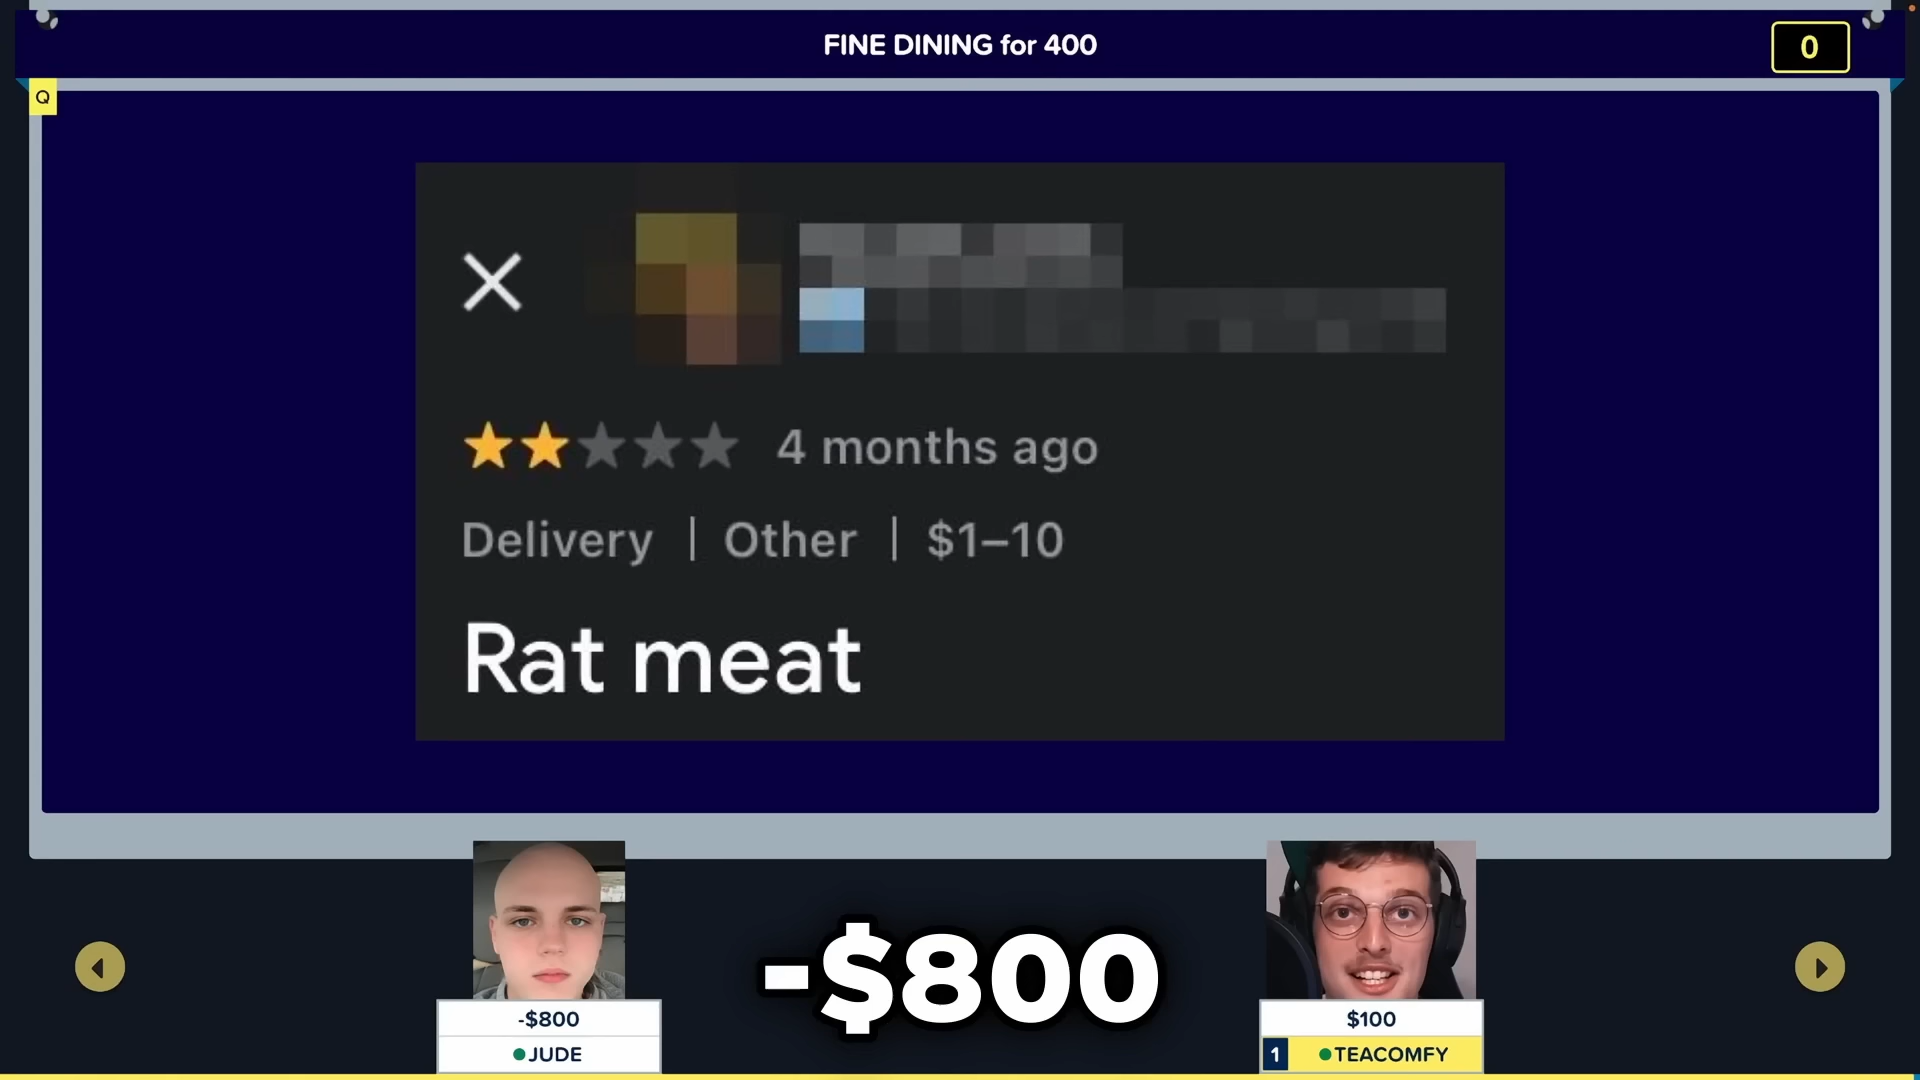 FINE DINING for 400
0
Q
4 months ago
Delivery | Other | $1–10
Rat meat
-$800
-$800
JUDE
$100
1 TEACOMFY